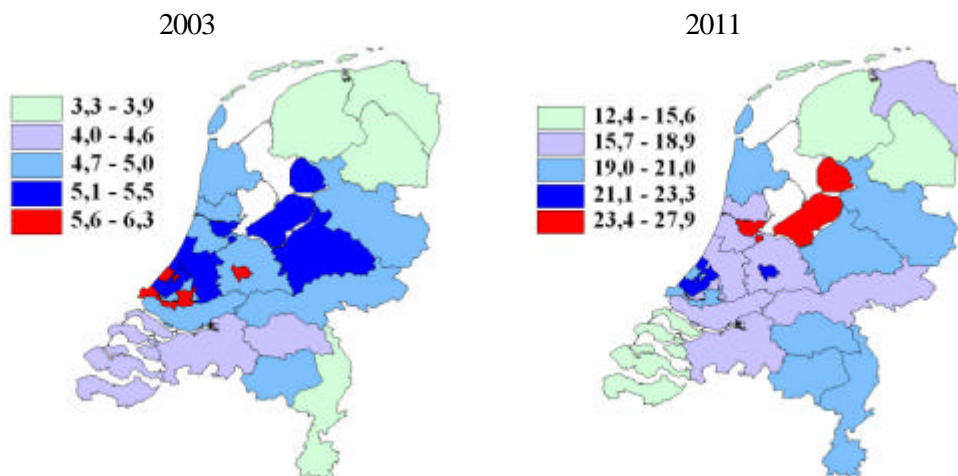 2003
3,3 - 3,9
4,0 - 4,6
4,7 - 5,0
5,1 - 5,5
5,6 - 6,3
2011
12,4 - 15,6
15,7 - 18,9
19,0 - 21,0
21,1 - 23,3
23,4 - 27,9